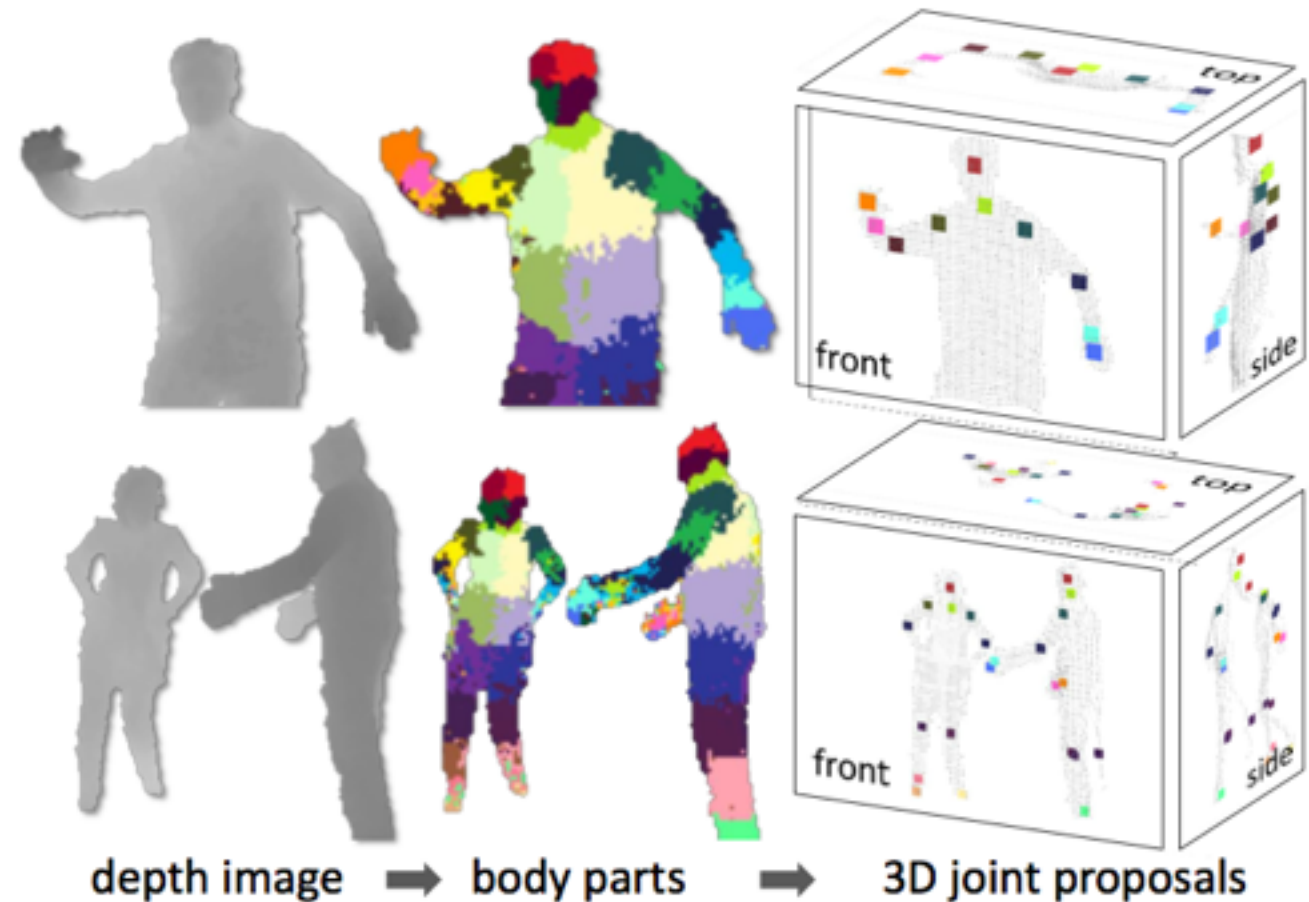 top
front
side
top
front
side
depth image
body parts
3D joint proposals